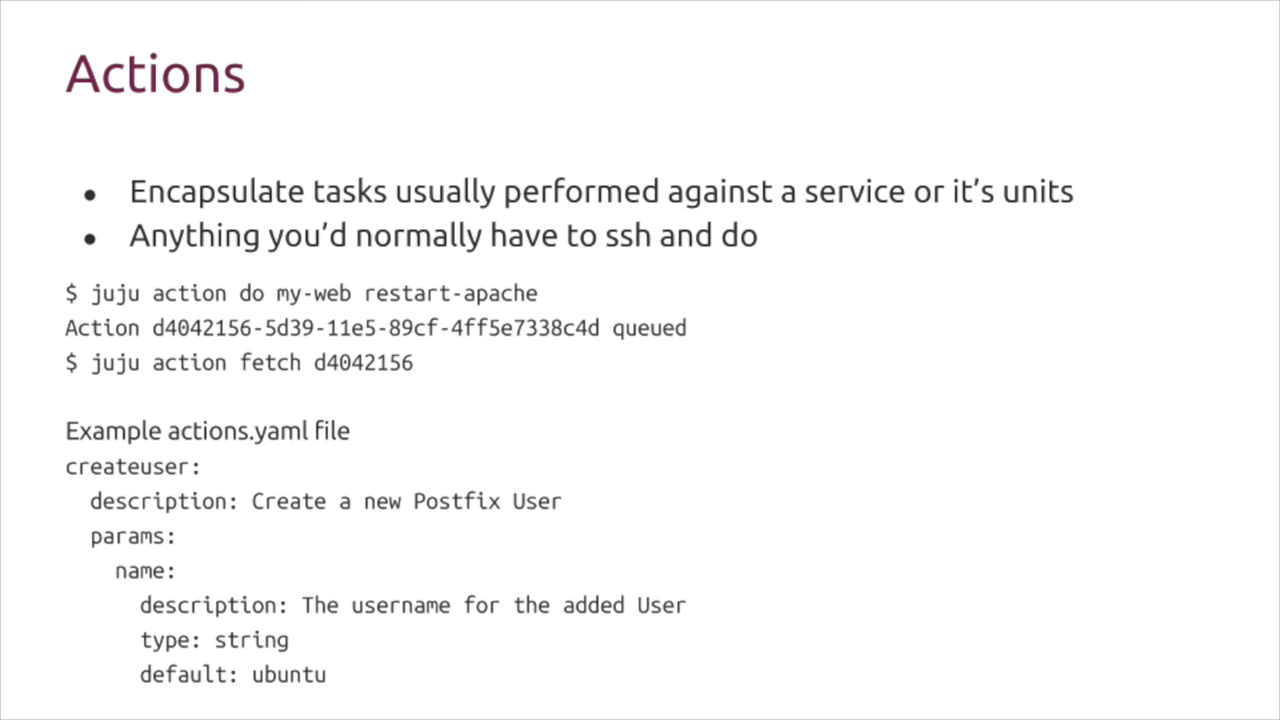 Actions
● Encapsulate tasks usually performed against a service or it’s units
● Anything you’d normally have to ssh and do
$ juju action do my-web restart-apache
Action d4042156-5d39-11e5-89cf-4ff5e7338c4d queued
$ juju action fetch d4042156
Example actions.yaml file
createuser:
  description: Create a new Postfix User
  params:
    name:
      description: The username for the added User
      type: string
      default: ubuntu